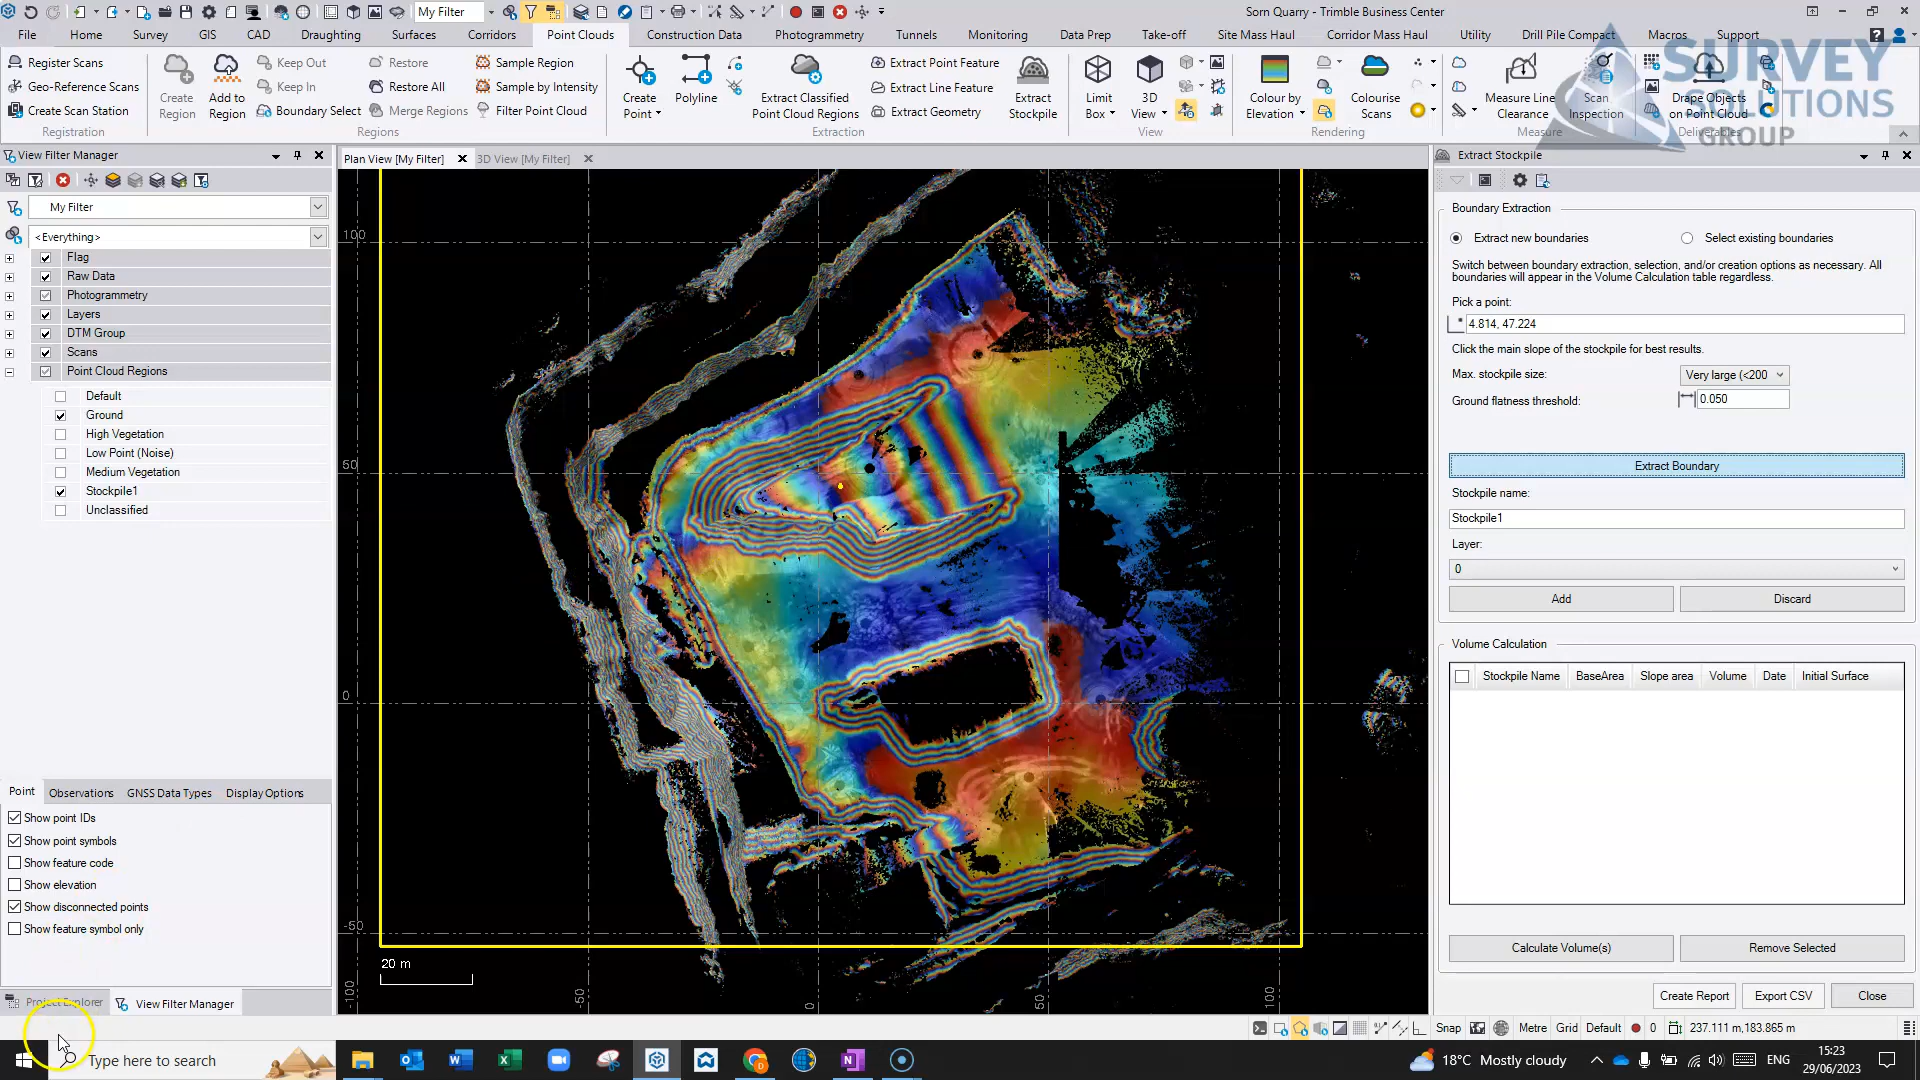 My Filter
Sorn Quarry - Trimble Business Center
File Home Survey GIS CAD Draughting Surfaces Corridors Point Clouds Construction Data Photogrammetry Tunnels Monitoring Data Prep Take-off Site Mass Haul Corridor Mass Haul Utility Drill Pile Compact Macros Support
SURVEY
SOLUTIONS
GROUP
Register Scans
Geo-Reference Scans
Create Scan Station
Registration
Create
Region
Add to
Region
Keep Out
Keep In
Boundary Select
Restore
Restore All
Merge Regions
Regions
Sample Region
Sample by Intensity
Filter Point Cloud
Create
Point
Polyline
Extract Classified
Point Cloud Regions
Extract Point Feature
Extract Line Feature
Extract Geometry
Extraction
Extract
Stockpile
Limit
Box
3D
View
View
Colour by
Elevation
Colourise
Scans
Rendering
Measure Line
Clearance
Scan
Inspection
Measure
Drape Objects
on Point Cloud
Deliverables
View Filter Manager
My Filter
<Everything>
Flag
Raw Data
Photogrammetry
Layers
DTM Group
Scans
Point Cloud Regions
Default
Ground
High Vegetation
Low Point (Noise)
Medium Vegetation
Stockpile1
Unclassified
Point Observations GNSS Data Types Display Options
Show point IDs
Show point symbols
Show feature code
Show elevation
Show disconnected points
Show feature symbol only
Project Explorer View Filter Manager
Plan View [My Filter] 3D View [My Filter]
100
50
0
-50
20 m
-100
-50
0
50
100
Extract Stockpile
Boundary Extraction
Extract new boundaries Select existing boundaries
Switch between boundary extraction, selection, and/or creation options as necessary. All
boundaries will appear in the Volume Calculation table regardless.
Pick a point:
4.814, 47.224
Click the main slope of the stockpile for best results.
Max. stockpile size: Very large (<200
Ground flatness threshold: 0.050
Extract Boundary
Stockpile name:
Stockpile1
Layer:
0
Add Discard
Volume Calculation
Stockpile Name BaseArea Slope area Volume Date Initial Surface
Calculate Volume(s) Remove Selected
Create Report Export CSV Close
Snap Metre Grid Default 0 237.111 m,183.865 m
Type here to search
18°C Mostly cloudy
ENG
15:23
29/06/2023